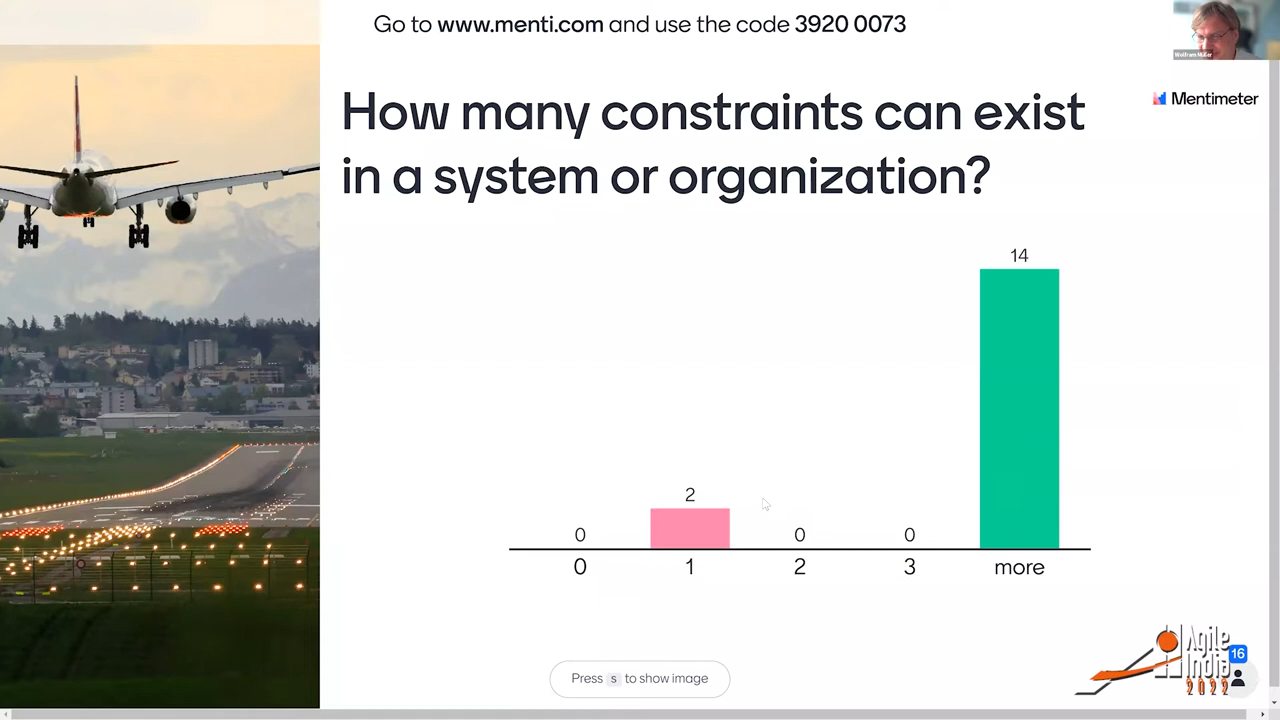 Go to www.menti.com and use the code 3920 0073
Wolfram Müller
Mentimeter
How many constraints can exist
in a system or organization?
14
2
0 0 0
0 1 2 3 more
Press s to show image
Agile
India
2022
16